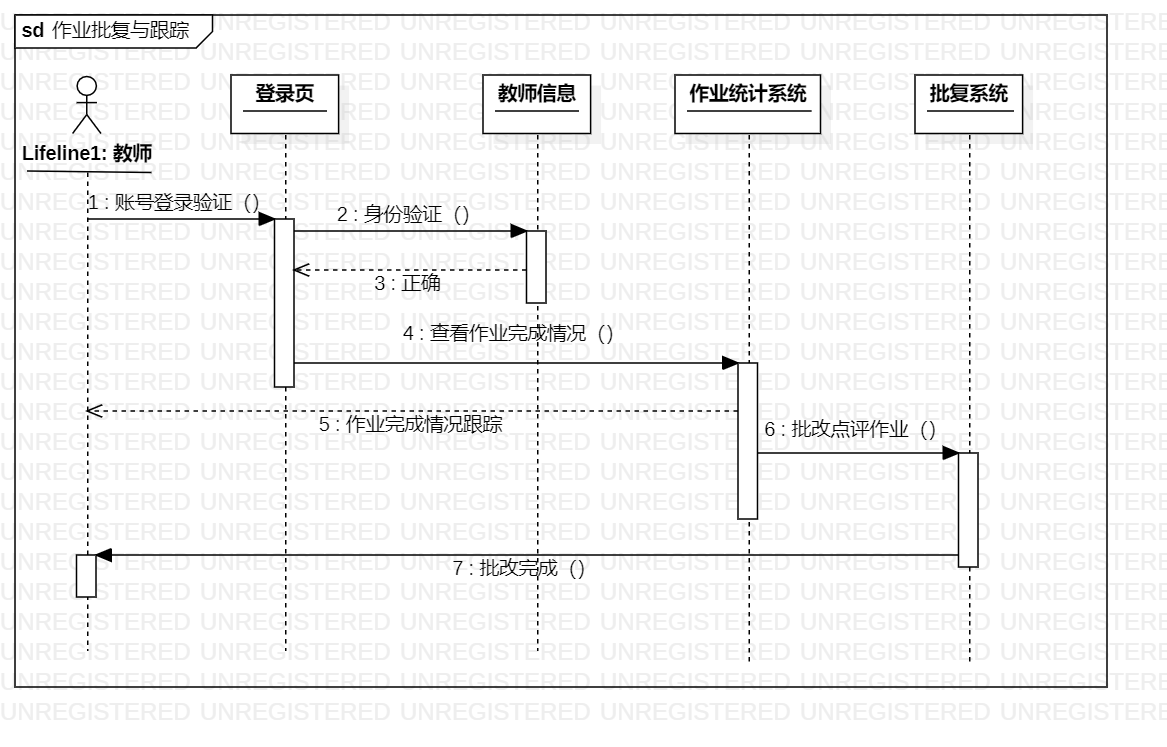 sd 作业批复与跟踪
登录页
教师信息
作业统计系统
批复系统
Lifeline1: 教师
1 : 账号登录验证（）
2 : 身份验证（）
3 : 正确
4 : 查看作业完成情况（）
5 : 作业完成情况跟踪
6 : 批改点评作业（）
7 : 批改完成（）
UNREGISTERED